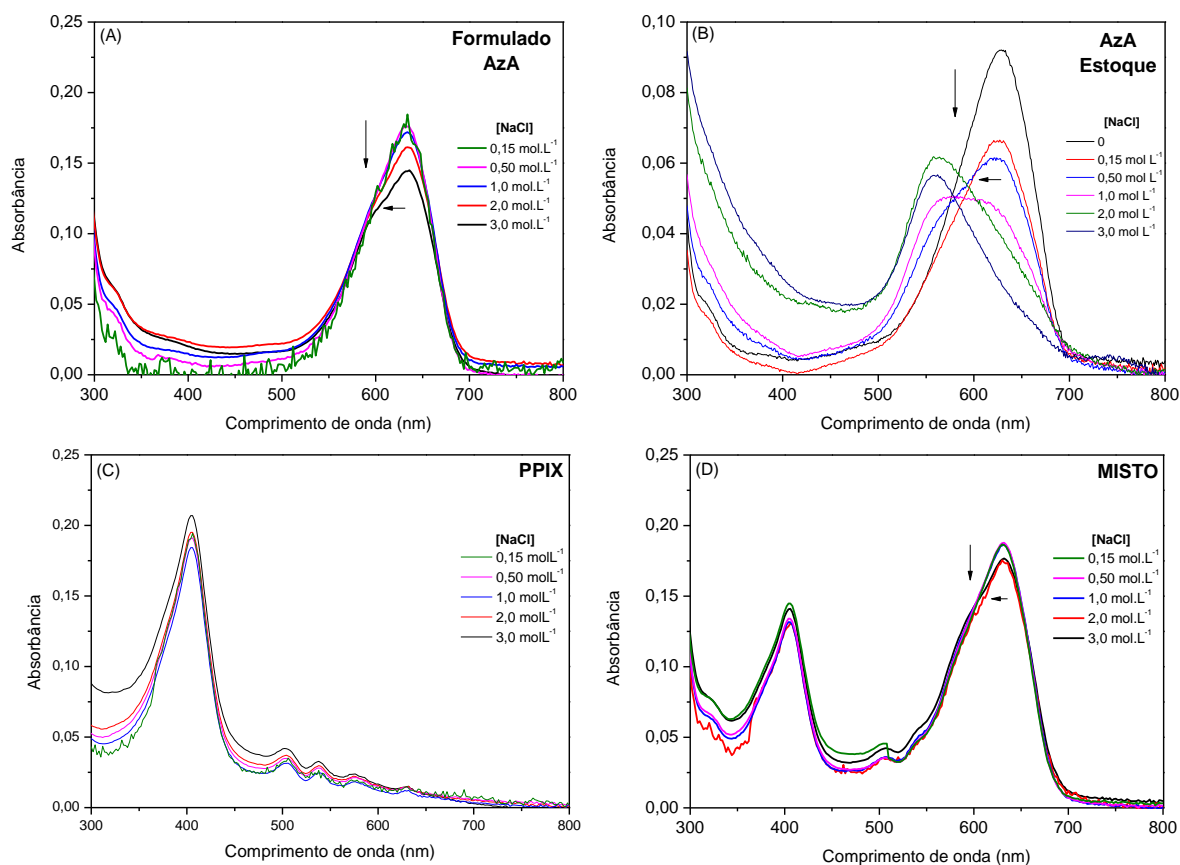 (A)
Formulado
AzA
[NaCl]
0,15 mol.L-1
0,50 mol.L-1
1,0 mol.L-1
2,0 mol.L-1
3,0 mol.L-1
0,25
0,20
0,15
0,10
0,05
0,00
300 400 500 600 700 800
Absorbância
Comprimento de onda (nm)
(B)
AzA
Estoque
[NaCl]
0
0,15 mol L-1
0,50 mol L-1
1,0 mol L-1
2,0 mol L-1
3,0 mol L-1
0,10
0,08
0,06
0,04
0,02
0,00
300 400 500 600 700 800
Absorbância
Comprimento de onda (nm)
(C)
PPIX
[NaCl]
0,15 molL-1
0,50 molL-1
1,0 molL-1
2,0 molL-1
3,0 molL-1
0,25
0,20
0,15
0,10
0,05
0,00
300 400 500 600 700 800
Absorbância
Comprimento de onda (nm)
(D)
MISTO
[NaCl]
0,15 mol.L-1
0,50 mol.L-1
1,0 mol.L-1
2,0 mol.L-1
3,0 mol.L-1
0,25
0,20
0,15
0,10
0,05
0,00
300 400 500 600 700 800
Absorbância
Comprimento de onda (nm)